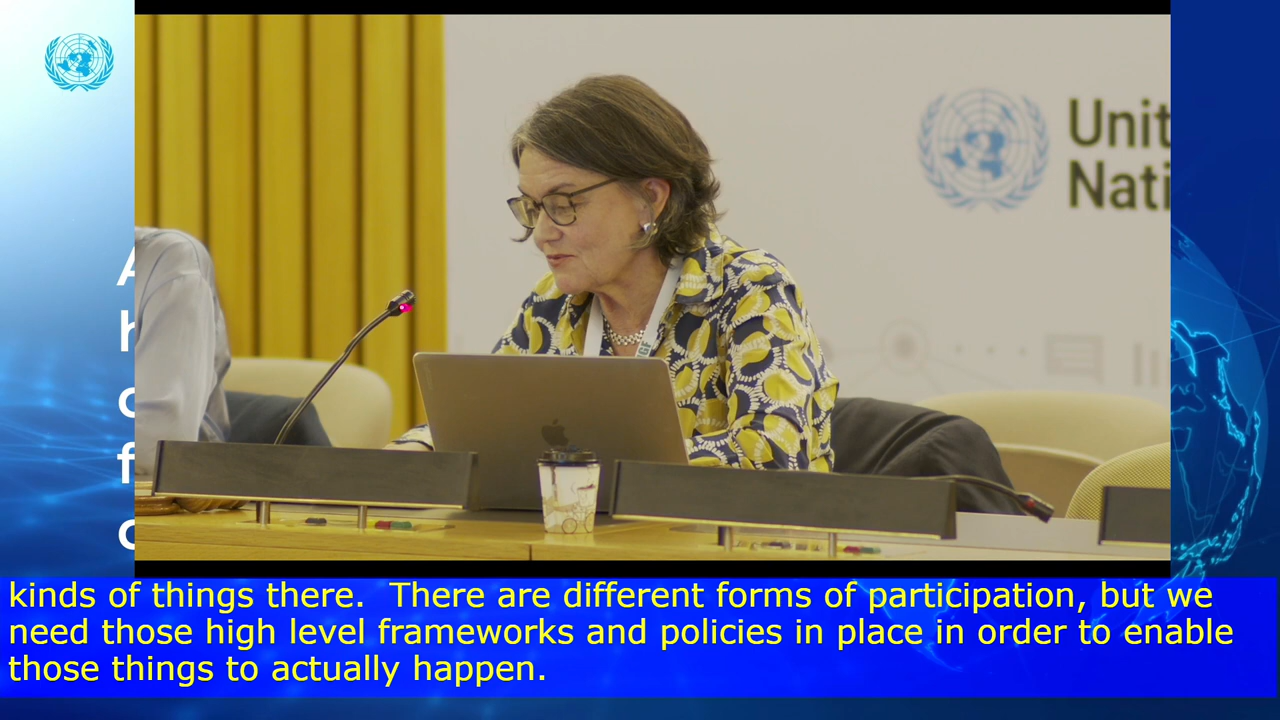 Unit
Nati
GF
A
h
f
kinds of things there.  There are different forms of participation, but we
need those high level frameworks and policies in place in order to enable
those things to actually happen.